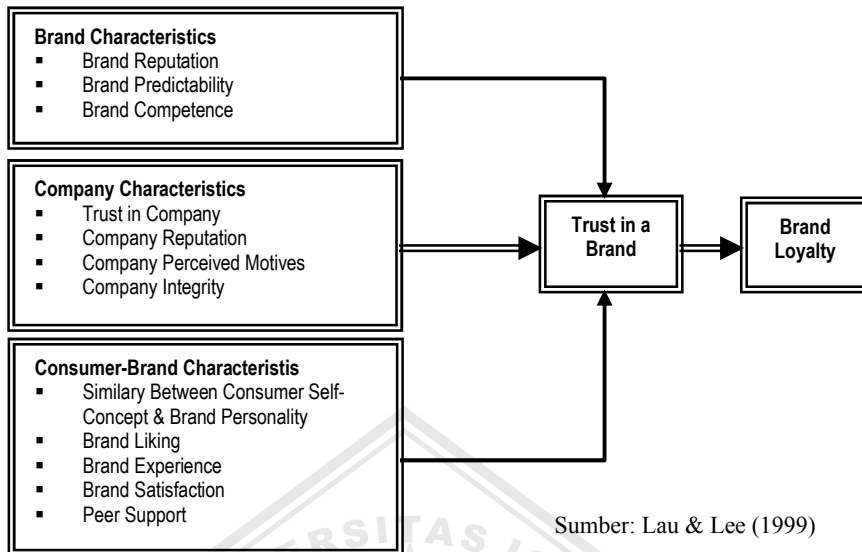 Brand Characteristics
▪ Brand Reputation
▪ Brand Predictability
▪ Brand Competence
Company Characteristics
▪ Trust in Company
▪ Company Reputation
▪ Company Perceived Motives
▪ Company Integrity
Consumer-Brand Characteristis
▪ Similary Between Consumer Self-
Concept & Brand Personality
▪ Brand Liking
▪ Brand Experience
▪ Brand Satisfaction
▪ Peer Support
Trust in a
Brand
Brand
Loyalty
Sumber: Lau & Lee (1999)
ERSITAS IS